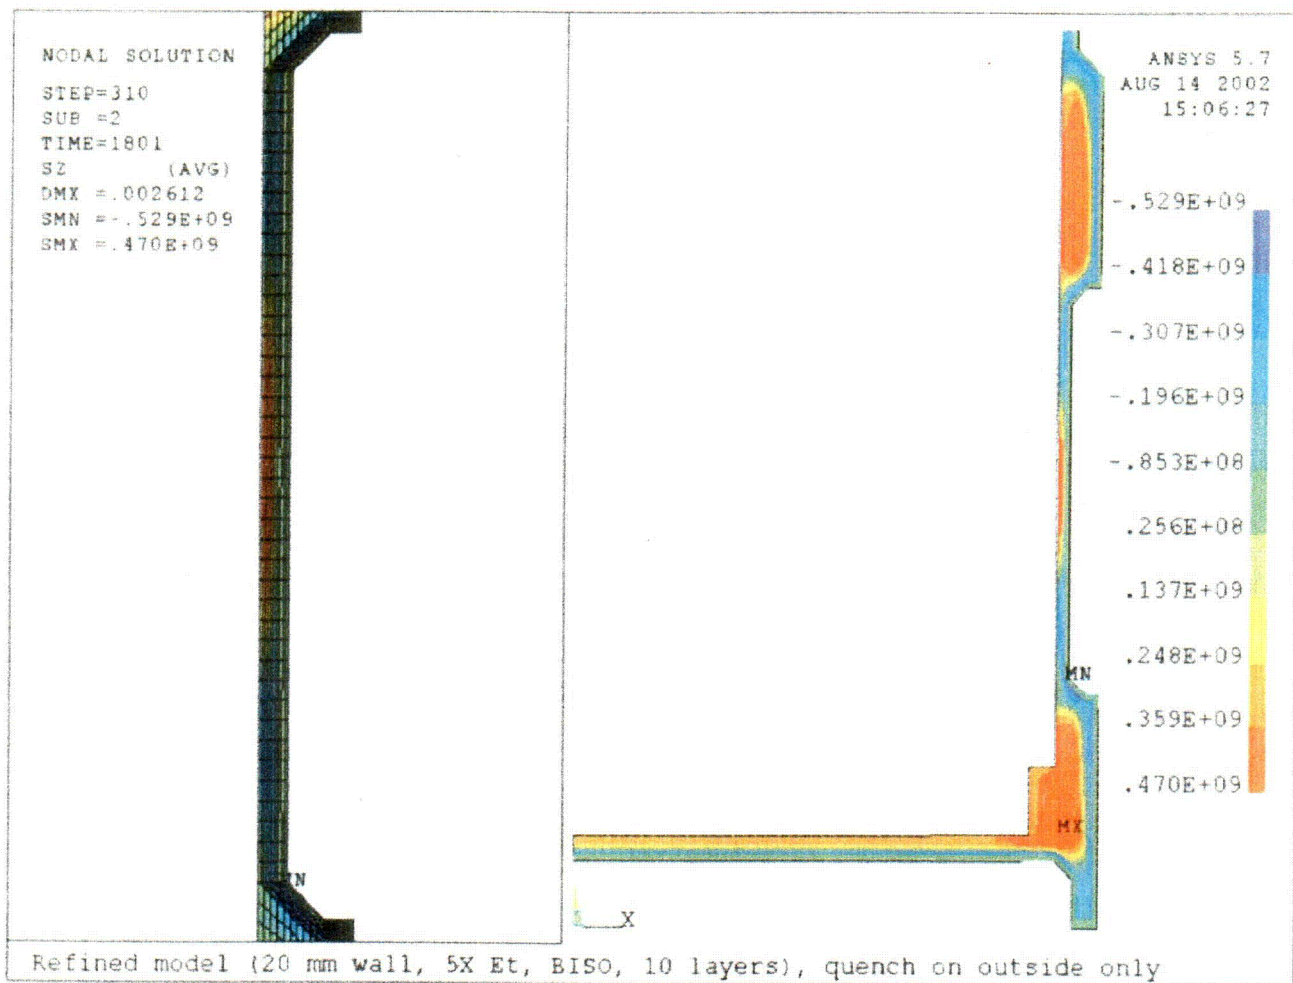 NODAL SOLUTION
STEP=310
SUB =2
TIME=1801
SZ (AVG)
DMX =.002612
SMN =-.529E+09
SMX =.470E+09
ANSYS 5.7
AUG 14 2002
15:06:27
-.529E+09
-.418E+09
-.307E+09
-.196E+09
-.853E+08
.256E+08
.137E+09
.248E+09
.359E+09
.470E+09
MN
MX
X
Refined model (20 mm wall, 5X Et, BISO, 10 layers), quench on outside only